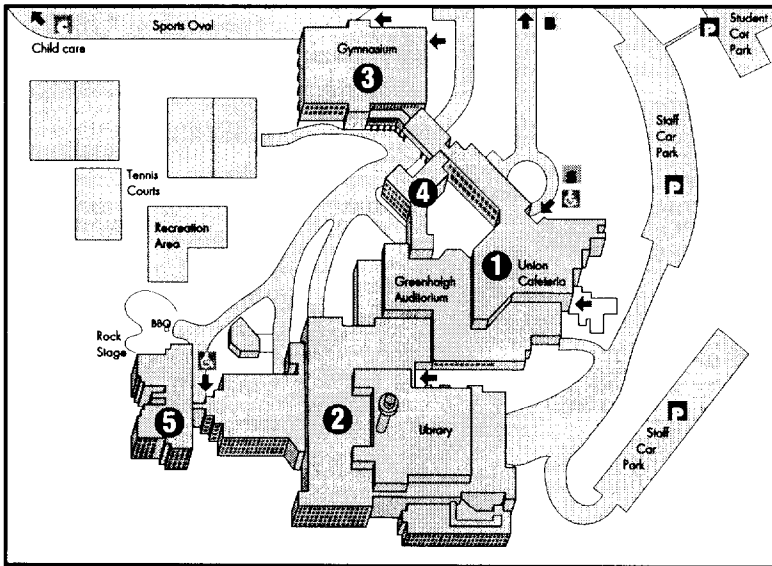 Child care
Sports Oval
Gymnasium
3
B
P
Student
Car
Park
Staff
Car
Park
P
Tennis
Courts
4
Recreation
Area
1
Union
Cafeteria
Greenhalgh
Auditorium
BBQ
Rock
Stage
5
2
Library
P
Staff
Car
Park